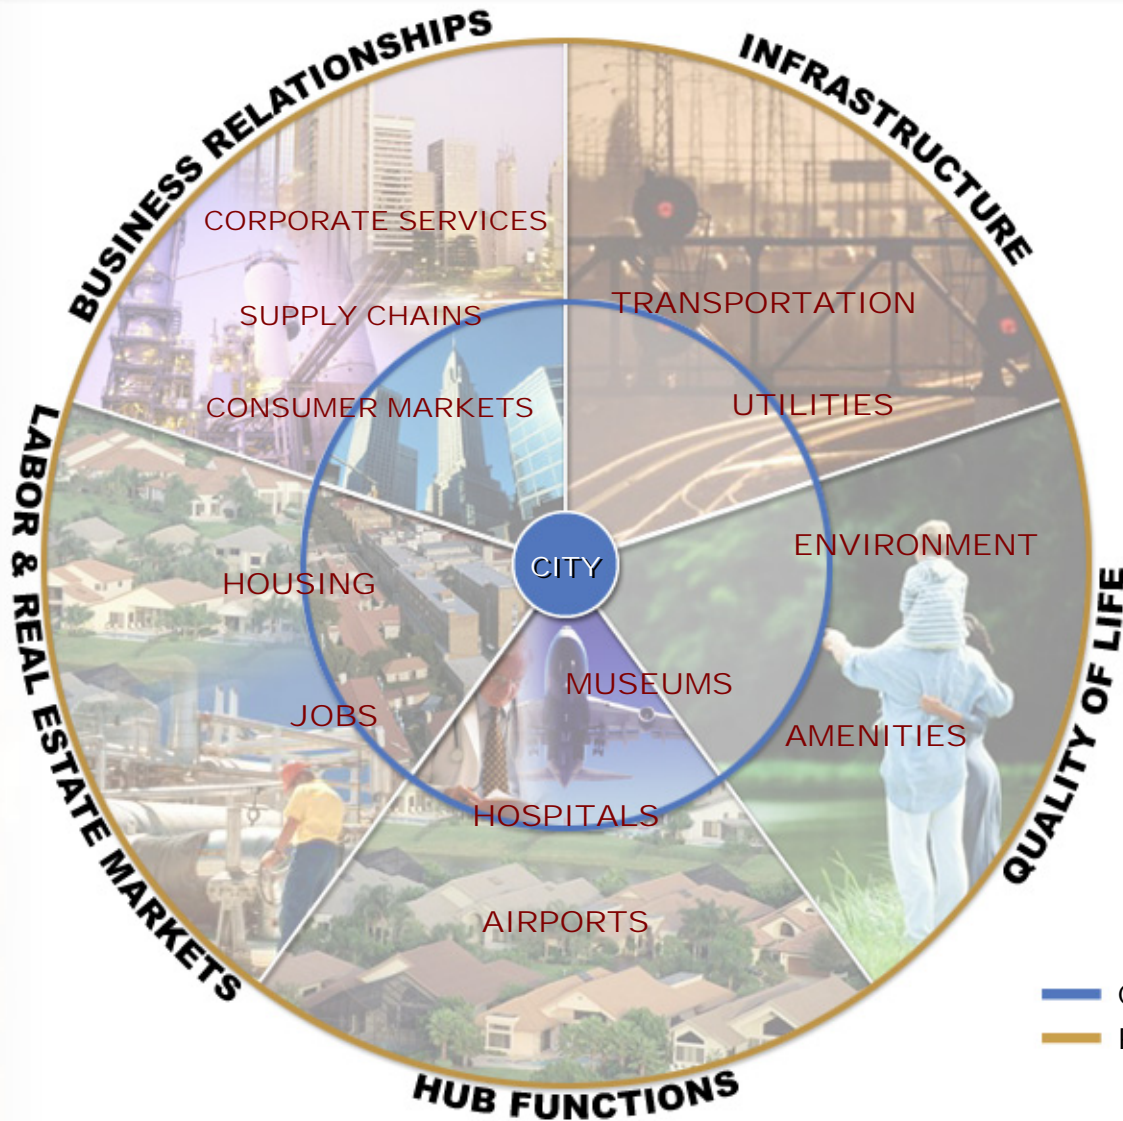 BUSINESS RELATIONSHIPS
CORPORATE SERVICES
SUPPLY CHAINS
CONSUMER MARKETS
INFRASTRUCTURE
TRANSPORTATION
UTILITIES
QUALITY OF LIFE
ENVIRONMENT
AMENITIES
HUB FUNCTIONS
MUSEUMS
HOSPITALS
AIRPORTS
LABOR & REAL ESTATE MARKETS
HOUSING
JOBS
CITY